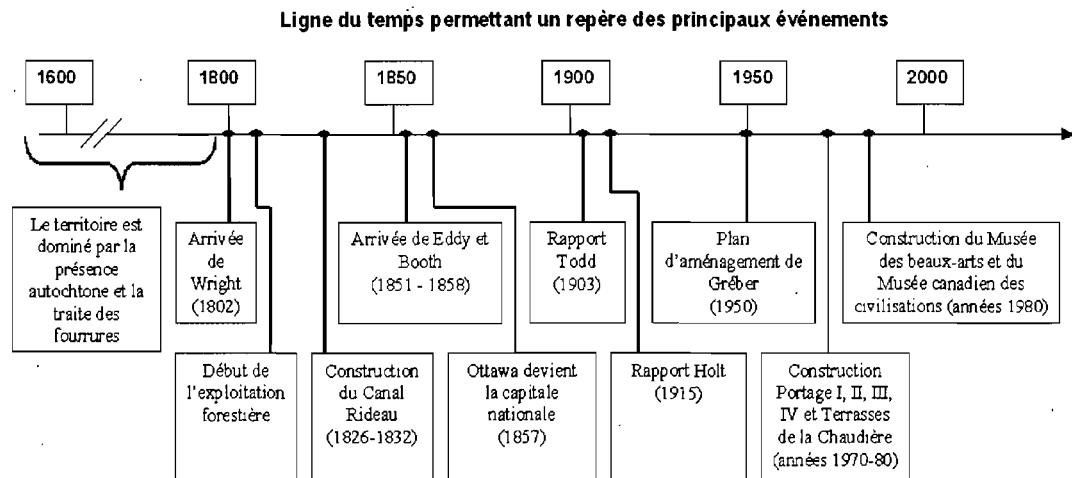 Ligne du temps permettant un repère des principaux événements
1600
1800
1850
1900
1950
2000
Le territoire est
dominé par la
présence
autochtone et la
traite des
fourrures
Arrivée
de
Wright
(1802)
Arrivée de Eddy et
Booth
(1851 - 1858)
Rapport
Todd
(1903)
Plan
d'aménagement de
Gréber
(1950)
Construction du Musée
des beaux-arts et du
Musée canadien des
civilisations (années 1980)
Début de
l'exploitation
forestière
Construction
du Canal
Rideau
(1826-1832)
Ottawa devient
la capitale
nationale
(1857)
Rapport Holt
(1915)
Construction
Portage I, II, III,
IV et Terrasses
de la Chaudière
(années 1970-80)